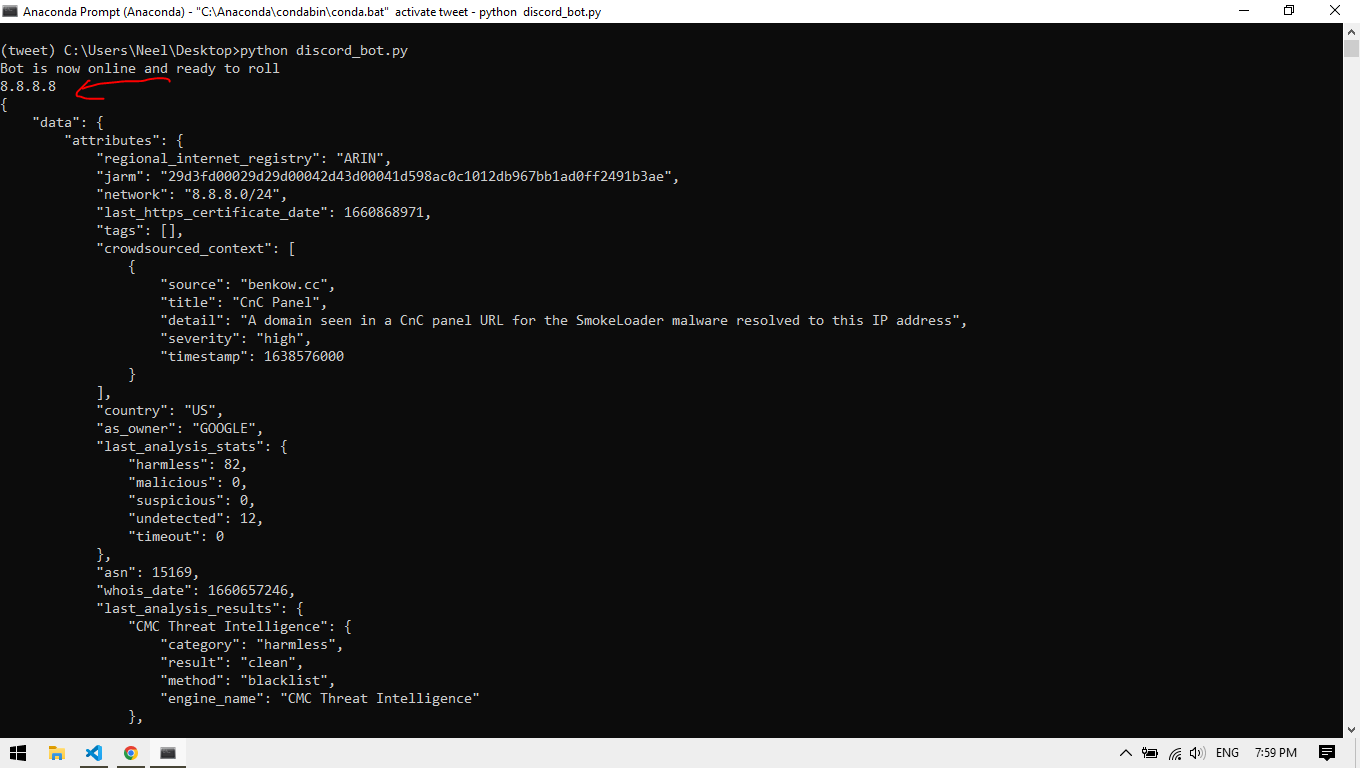 Anaconda Prompt (Anaconda) - "C:\Anaconda\condabin\conda.bat" activate tweet - python discord_bot.py
(tweet) C:\Users\Neel\Desktop>python discord_bot.py
Bot is now online and ready to roll
8.8.8.8
{
    "data": {
        "attributes": {
            "regional_internet_registry": "ARIN",
            "jarm": "29d3fd00029d29d00042d43d00041d598ac0c1012db967bb1ad0ff2491b3ae",
            "network": "8.8.8.0/24",
            "last_https_certificate_date": 1660868971,
            "tags": [],
            "crowdsourced_context": [
                {
                    "source": "benkow.cc",
                    "title": "CnC Panel",
                    "detail": "A domain seen in a CnC panel URL for the SmokeLoader malware resolved to this IP address",
                    "severity": "high",
                    "timestamp": 1638576000
                }
            ],
            "country": "US",
            "as_owner": "GOOGLE",
            "last_analysis_stats": {
                "harmless": 82,
                "malicious": 0,
                "suspicious": 0,
                "undetected": 12,
                "timeout": 0
            },
            "asn": 15169,
            "whois_date": 1660657246,
            "last_analysis_results": {
                "CMC Threat Intelligence": {
                    "category": "harmless",
                    "result": "clean",
                    "method": "blacklist",
                    "engine_name": "CMC Threat Intelligence"
                },
ENG 7:59 PM